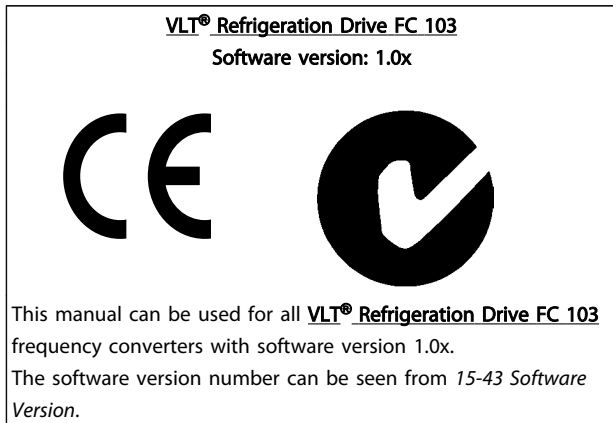 VLT® Refrigeration Drive FC 103
Software version: 1.0x
CE
This manual can be used for all VLT® Refrigeration Drive FC 103
frequency converters with software version 1.0x.
The software version number can be seen from 15-43 Software
Version.